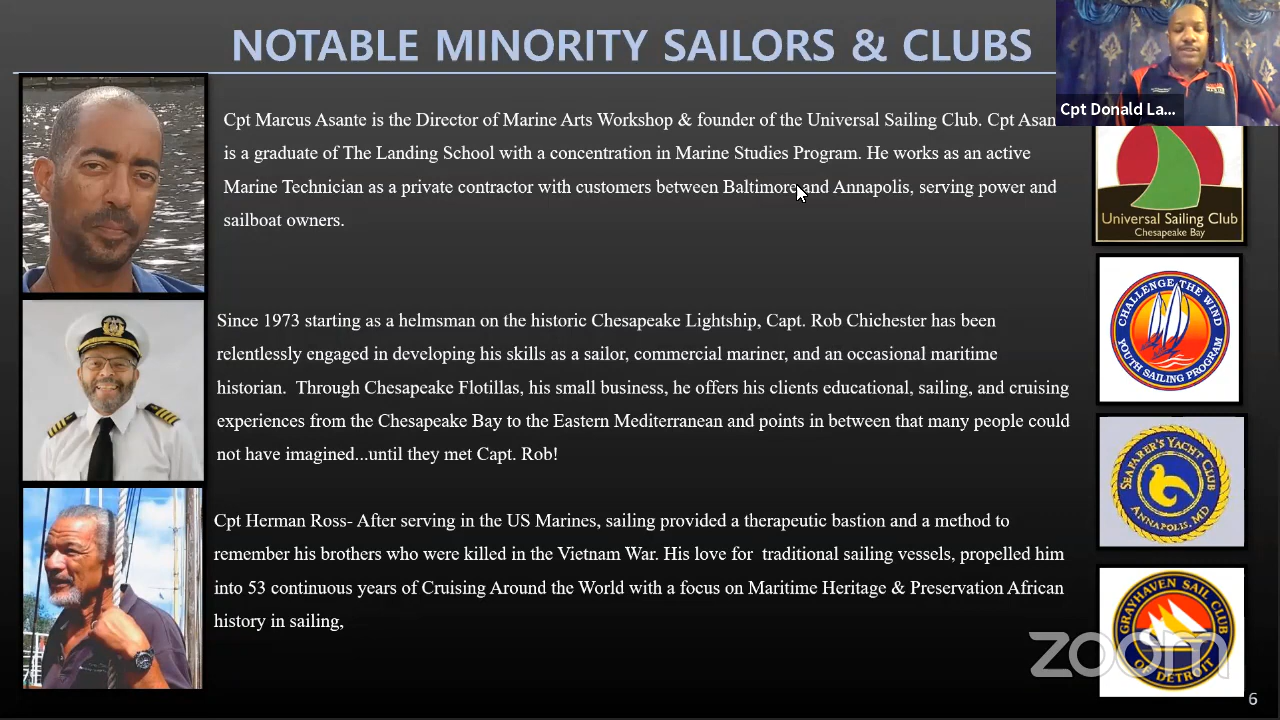 NOTABLE MINORITY SAILORS & CLUBS
Cpt Donald La...
Cpt Marcus Asante is the Director of Marine Arts Workshop & founder of the Universal Sailing Club. Cpt Asan
is a graduate of The Landing School with a concentration in Marine Studies Program. He works as an active
Marine Technician as a private contractor with customers between Baltimore and Annapolis, serving power and
sailboat owners.
Since 1973 starting as a helmsman on the historic Chesapeake Lightship, Capt. Rob Chichester has been
relentlessly engaged in developing his skills as a sailor, commercial mariner, and an occasional maritime
historian. Through Chesapeake Flotillas, his small business, he offers his clients educational, sailing, and cruising
experiences from the Chesapeake Bay to the Eastern Mediterranean and points in between that many people could
not have imagined...until they met Capt. Rob!
Cpt Herman Ross- After serving in the US Marines, sailing provided a therapeutic bastion and a method to
remember his brothers who were killed in the Vietnam War. His love for traditional sailing vessels, propelled him
into 53 continuous years of Cruising Around the World with a focus on Maritime Heritage & Preservation African
history in sailing,
Universal Sailing Club
Chesapeake Bay
CHALLENGE THE WIND
YOUTH SAILING PROGRAM
SEAFARER'S YACHT CLUB
ANNAPOLIS, MD
GRAYHAVEN SAIL CLUB
OF DETROIT
zoom
6